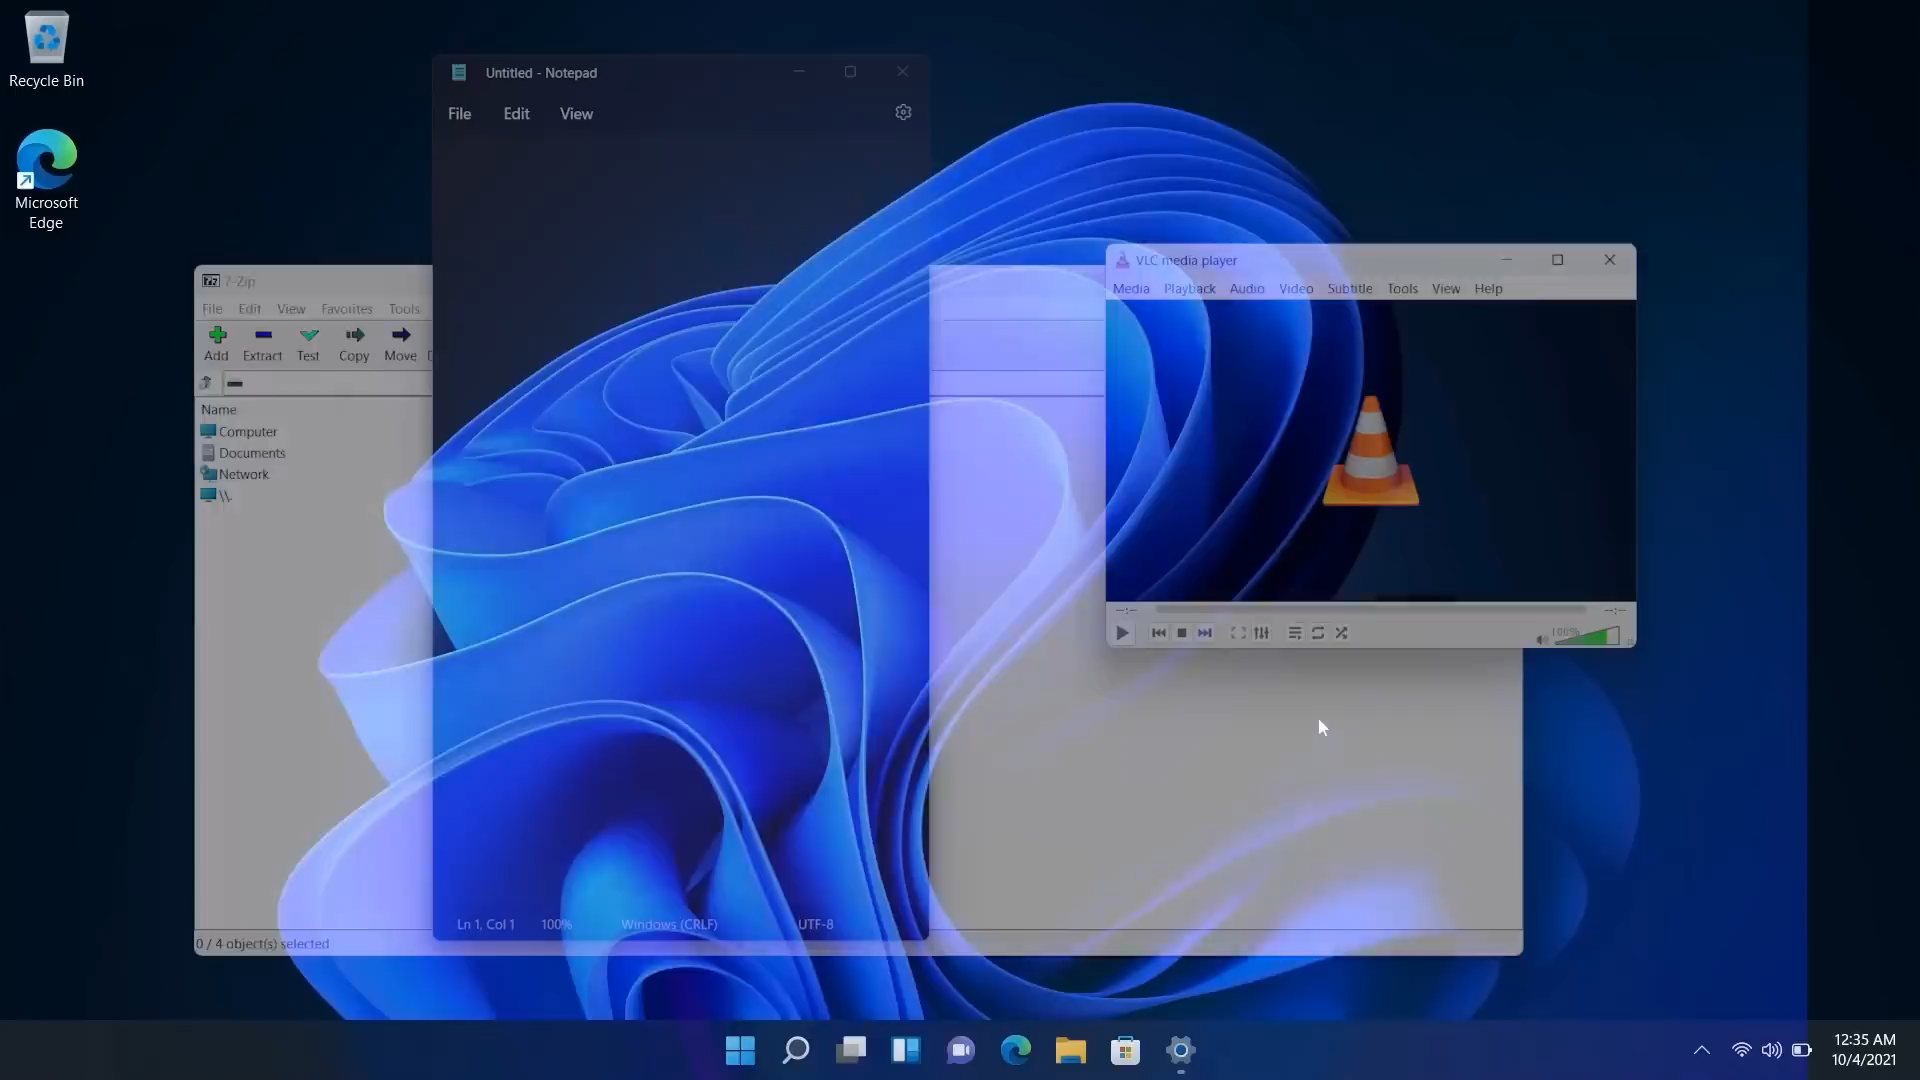 Recycle Bin
Microsoft
Edge
Untitled - Notepad
File Edit View
7-Zip
File Edit View Favorites Tools
Add Extract Test Copy Move
Name
Computer
Documents
Network
\\.
0 / 4 object(s) selected
Ln 1, Col 1 100% Windows (CRLF) UTF-8
VLC media player
Media Playback Audio Video Subtitle Tools View Help
--:-- --:--
100%
12:35 AM
10/4/2021